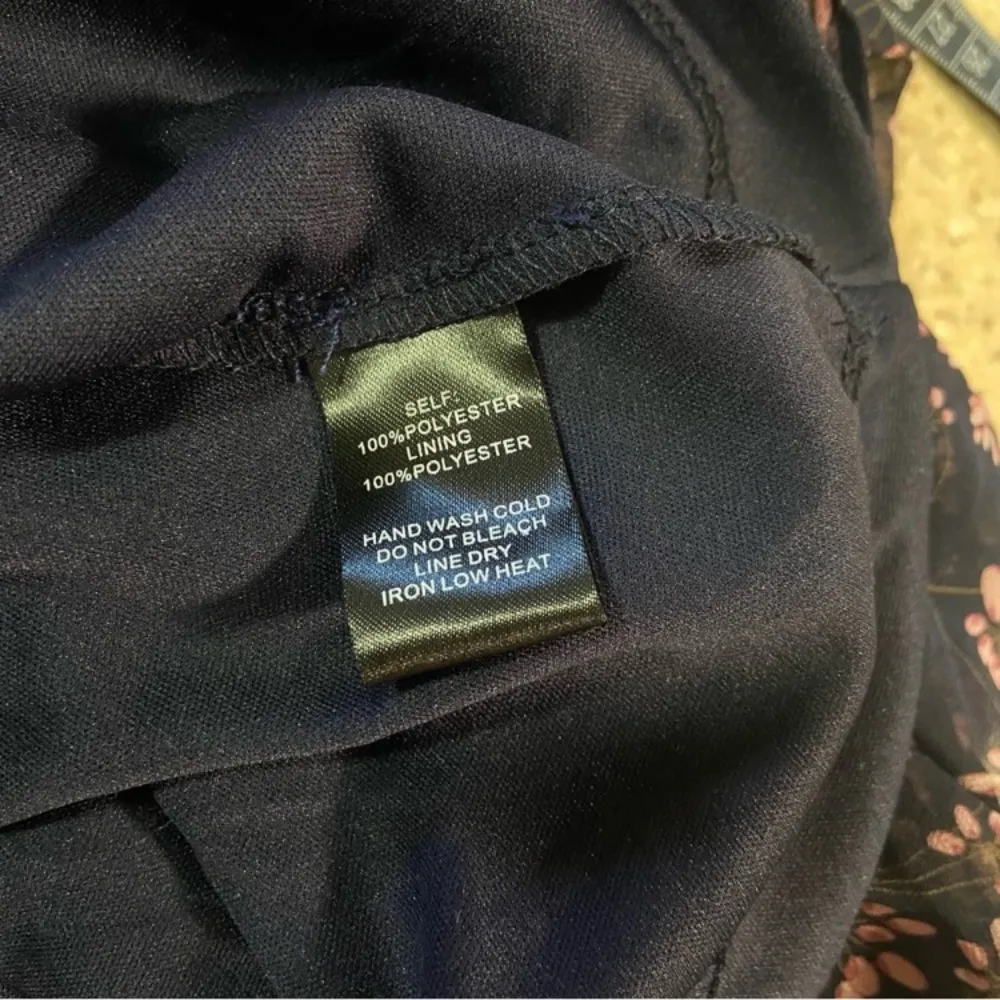 SELF:
100%POLYESTER
LINING
100%POLYESTER
HAND WASH COLD
DO NOT BLEACH
LINE DRY
IRON LOW HEAT